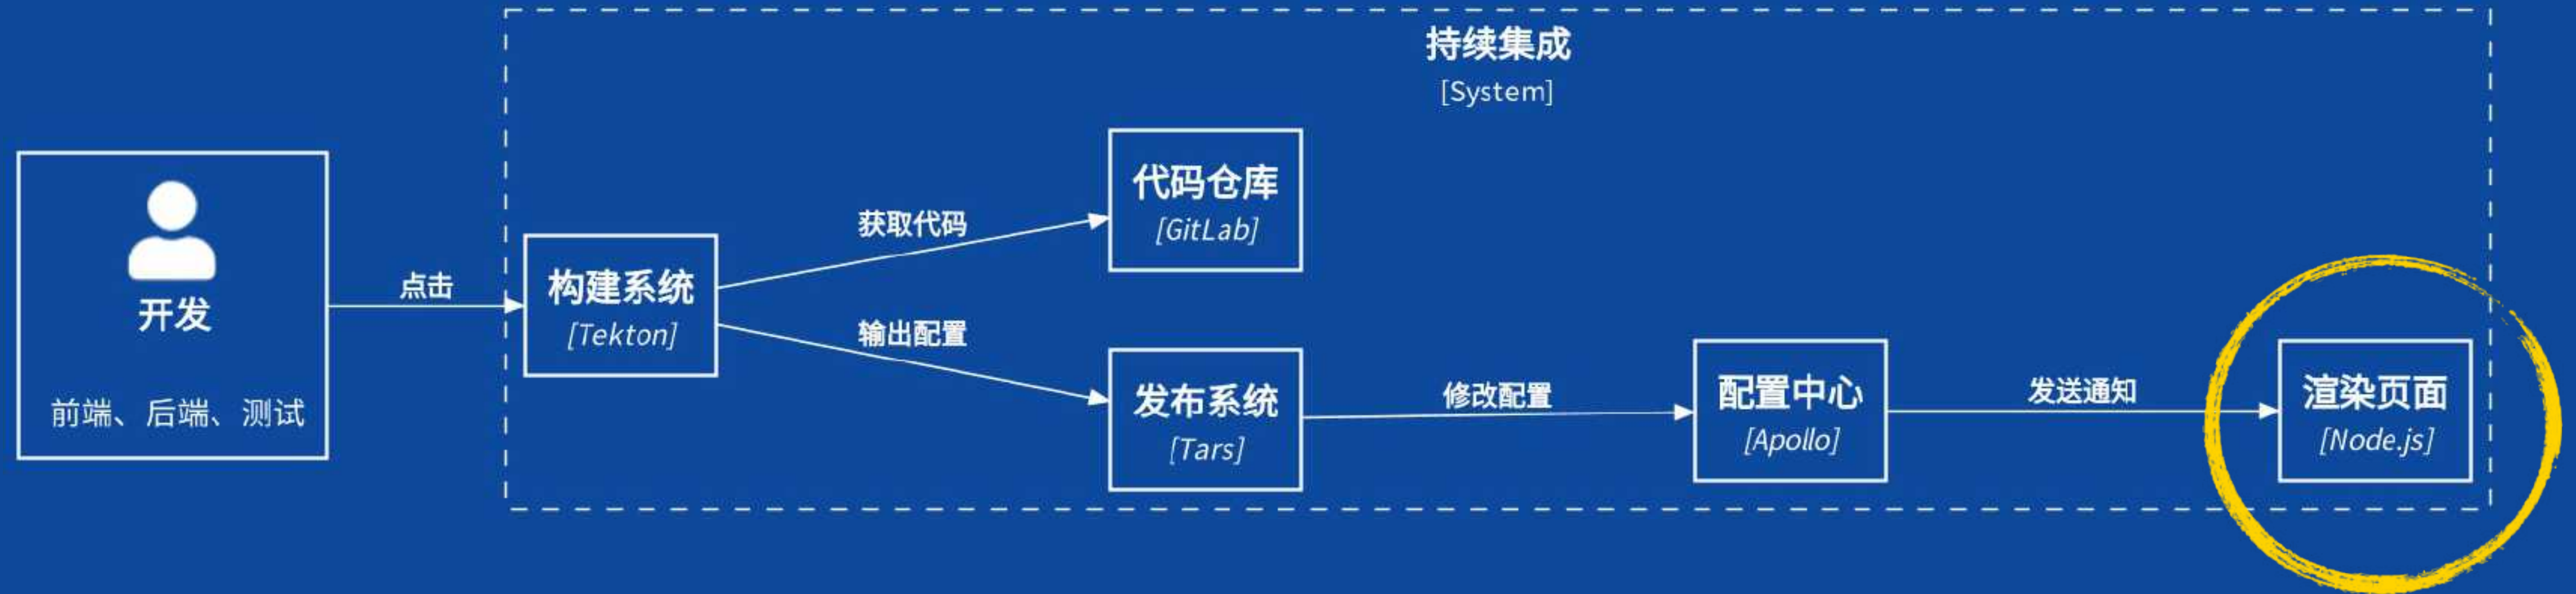 持续集成
[System]
开发
前端、后端、测试
点击
构建系统
[Tekton]
获取代码
代码仓库
[GitLab]
输出配置
发布系统
[Tars]
修改配置
配置中心
[Apollo]
发送通知
渲染页面
[Node.js]